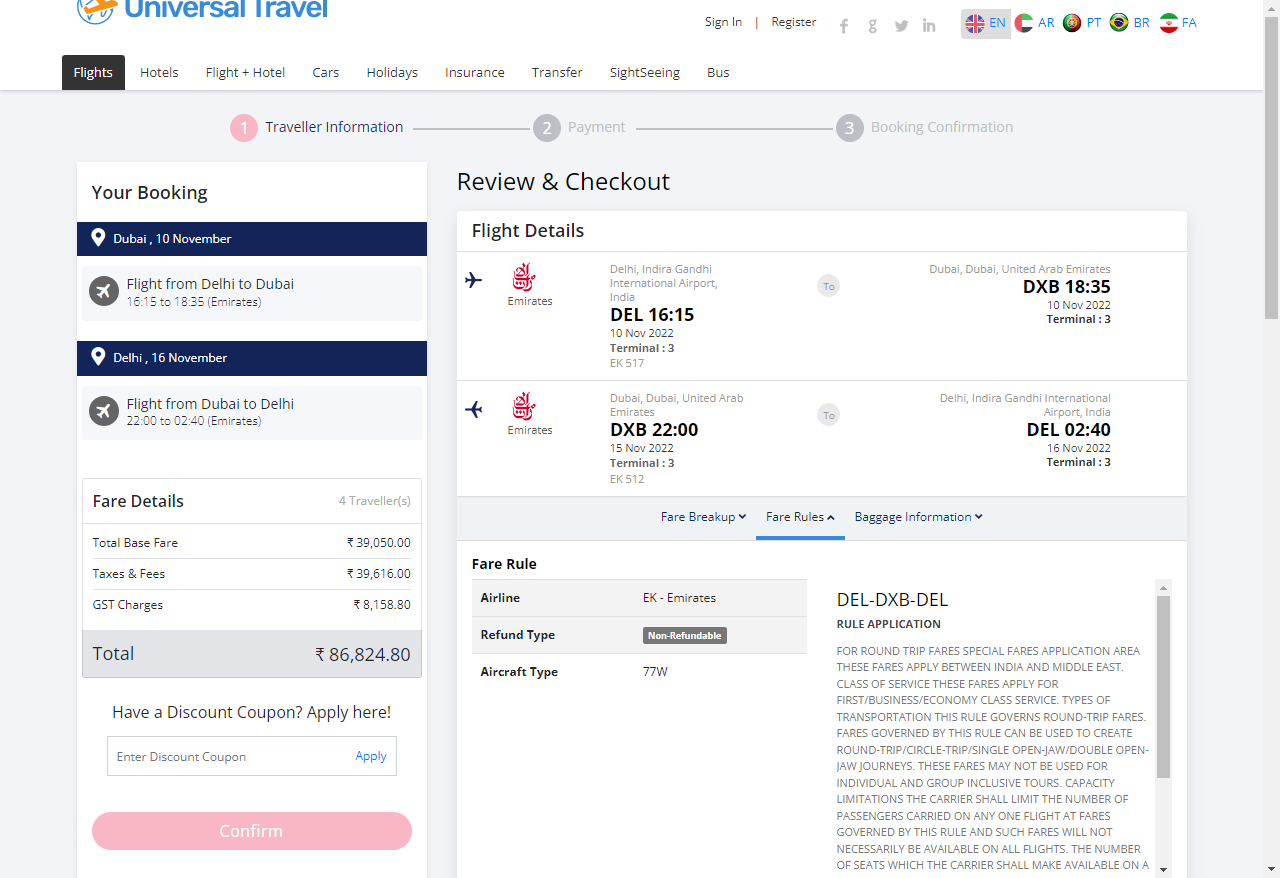 Universal Travel
Sign In | Register
EN AR PT BR FA
Flights Hotels Flight + Hotel Cars Holidays Insurance Transfer SightSeeing Bus
1 Traveller Information 2 Payment 3 Booking Confirmation
Your Booking
Dubai , 10 November
Flight from Delhi to Dubai
16:15 to 18:35 (Emirates)
Delhi , 16 November
Flight from Dubai to Delhi
22:00 to 02:40 (Emirates)
Fare Details 4 Traveller(s)
Total Base Fare ₹ 39,050.00
Taxes & Fees ₹ 39,616.00
GST Charges ₹ 8,158.80
Total ₹ 86,824.80
Have a Discount Coupon? Apply here!
Enter Discount Coupon Apply
Confirm
Review & Checkout
Flight Details
Emirates
Delhi, Indira Gandhi
International Airport,
India
DEL 16:15
10 Nov 2022
Terminal : 3
EK 517
To
Dubai, Dubai, United Arab Emirates
DXB 18:35
10 Nov 2022
Terminal : 3
Emirates
Dubai, Dubai, United Arab
Emirates
DXB 22:00
15 Nov 2022
Terminal : 3
EK 512
To
Delhi, Indira Gandhi International
Airport, India
DEL 02:40
16 Nov 2022
Terminal : 3
Fare Breakup Fare Rules Baggage Information
Fare Rule
Airline EK - Emirates
Refund Type Non-Refundable
Aircraft Type 77W
DEL-DXB-DEL
RULE APPLICATION
FOR ROUND TRIP FARES SPECIAL FARES APPLICATION AREA
THESE FARES APPLY BETWEEN INDIA AND MIDDLE EAST.
CLASS OF SERVICE THESE FARES APPLY FOR
FIRST/BUSINESS/ECONOMY CLASS SERVICE. TYPES OF
TRANSPORTATION THIS RULE GOVERNS ROUND-TRIP FARES.
FARES GOVERNED BY THIS RULE CAN BE USED TO CREATE
ROUND-TRIP/CIRCLE-TRIP/SINGLE OPEN-JAW/DOUBLE OPEN-
JAW JOURNEYS. THESE FARES MAY NOT BE USED FOR
INDIVIDUAL AND GROUP INCLUSIVE TOURS. CAPACITY
LIMITATIONS THE CARRIER SHALL LIMIT THE NUMBER OF
PASSENGERS CARRIED ON ANY ONE FLIGHT AT FARES
GOVERNED BY THIS RULE AND SUCH FARES WILL NOT
NECESSARILY BE AVAILABLE ON ALL FLIGHTS. THE NUMBER
OF SEATS WHICH THE CARRIER SHALL MAKE AVAILABLE ON A